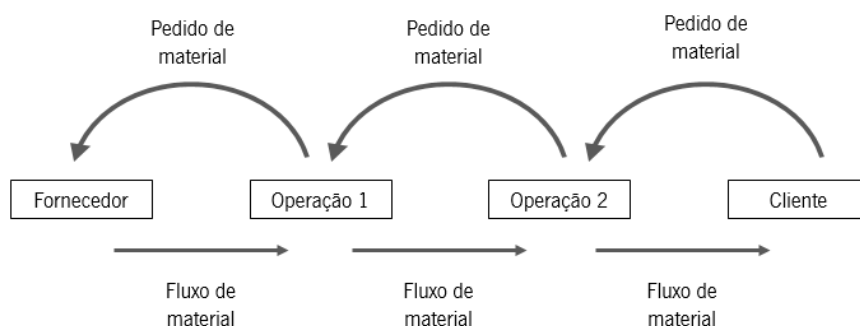 Pedido de
material
Pedido de
material
Pedido de
material
Fornecedor
Operação 1
Operação 2
Cliente
Fluxo de
material
Fluxo de
material
Fluxo de
material